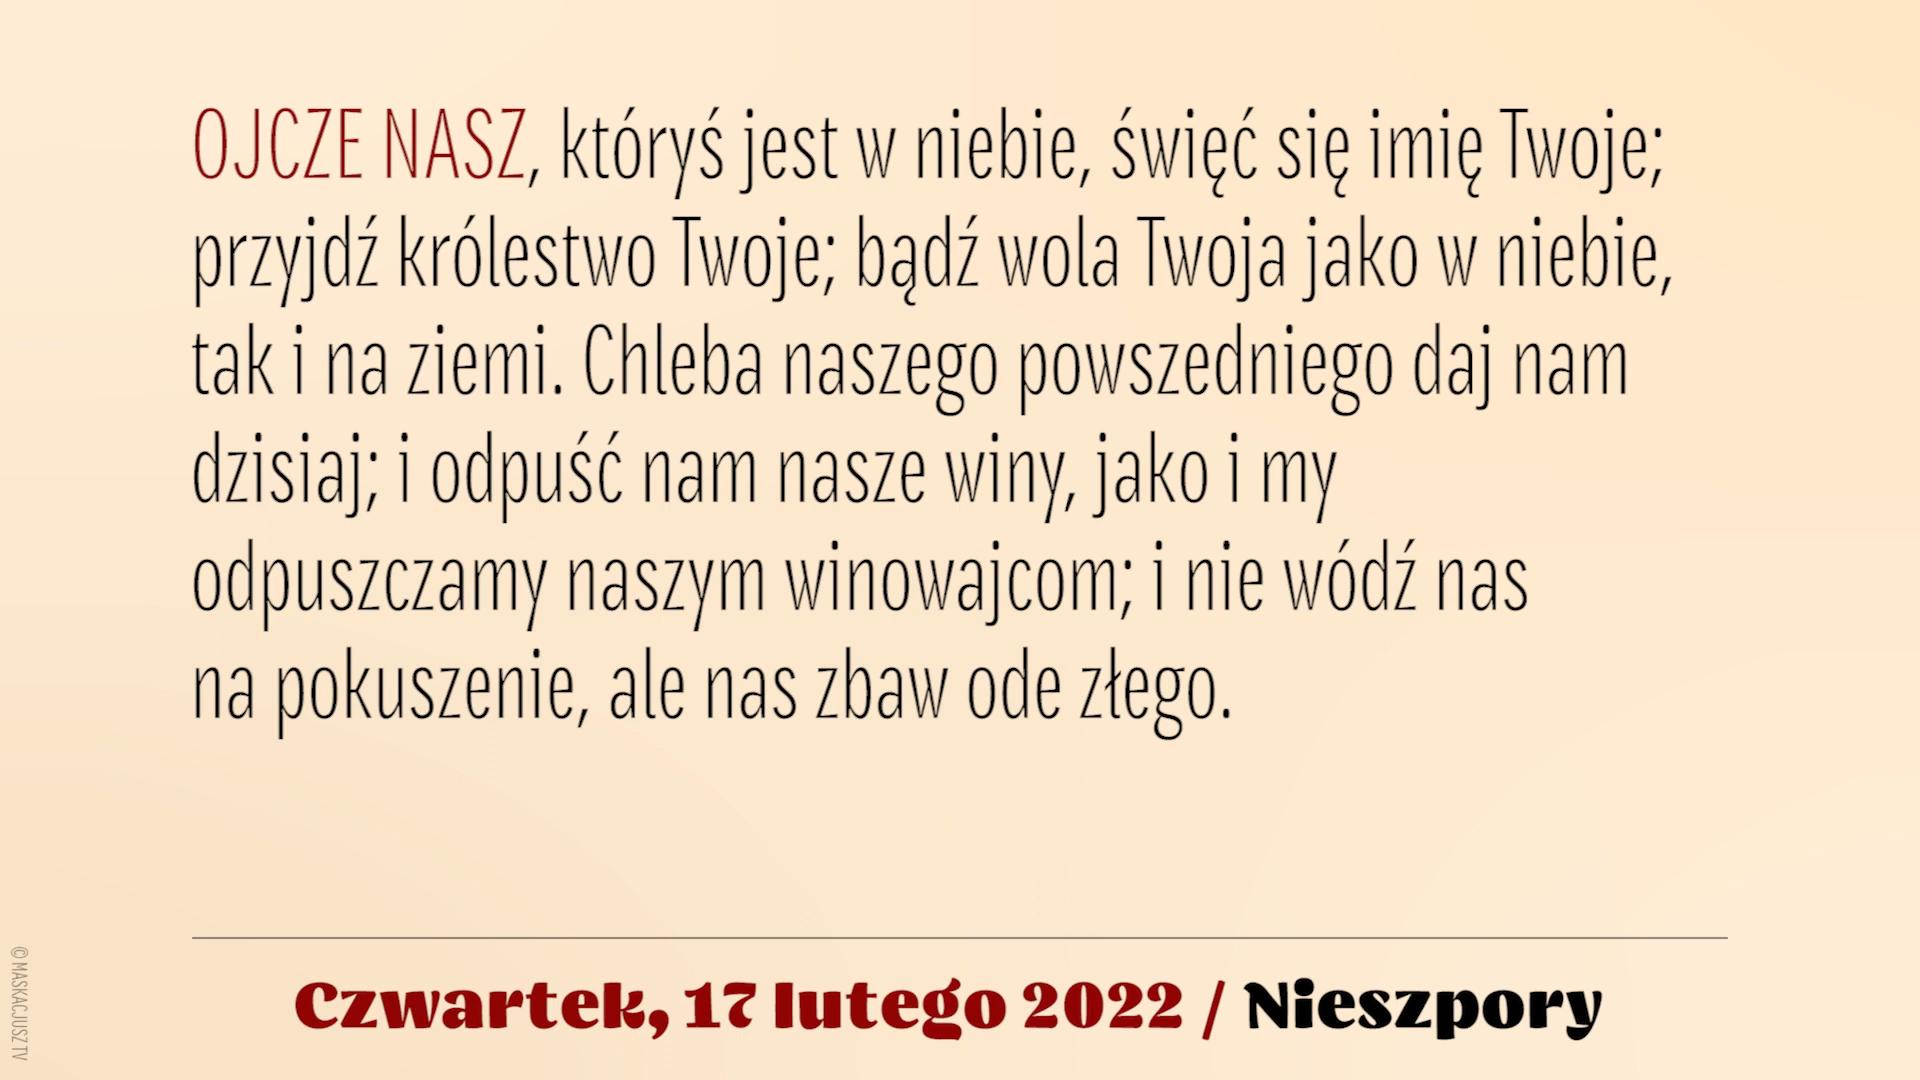 OJCZE NASZ, któryś jest w niebie, święć się imię Twoje;
przyjdź królestwo Twoje; bądź wola Twoja jako w niebie,
tak i na ziemi. Chleba naszego powszedniego daj nam
dzisiaj; i odpuść nam nasze winy, jako i my
odpuszczamy naszym winowajcom; i nie wódź nas
na pokuszenie, ale nas zbaw ode złego.
Czwartek, 17 lutego 2022 / Nieszpory
© MASKACJUSZ TV